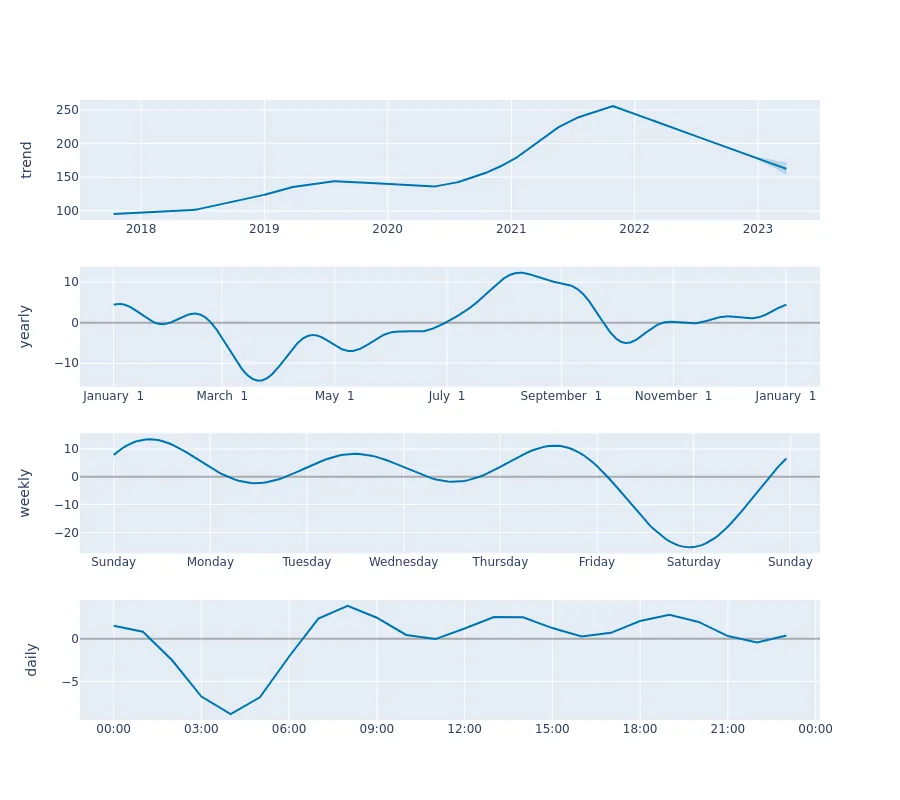 trend
250
200
150
100
2018 2019 2020 2021 2022 2023
yearly
10
0
−10
January 1 March 1 May 1 July 1 September 1 November 1 January 1
weekly
10
0
−10
−20
Sunday Monday Tuesday Wednesday Thursday Friday Saturday Sunday
daily
0
−5
00:00 03:00 06:00 09:00 12:00 15:00 18:00 21:00 00:00